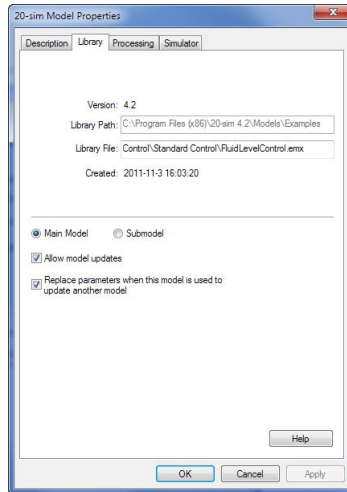 20-sim Model Properties
Description Library Processing Simulator
Version: 4.2
Library Path: C:\Program Files (x86)\20-sim 4.2\Models\Examples
Library File: Control\Standard Control\FluidLevelControl.emx
Created: 2011-11-3 16:03:20
Main Model Submodel
Allow model updates
Replace parameters when this model is used to
update another model
Help
OK Cancel Apply